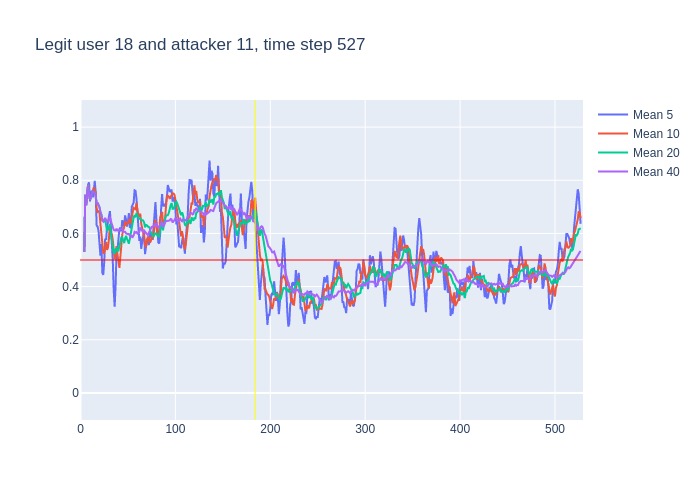 Legit user 18 and attacker 11, time step 527
Mean 5
Mean 10
Mean 20
Mean 40
1
0.8
0.6
0.4
0.2
0
0 100 200 300 400 500